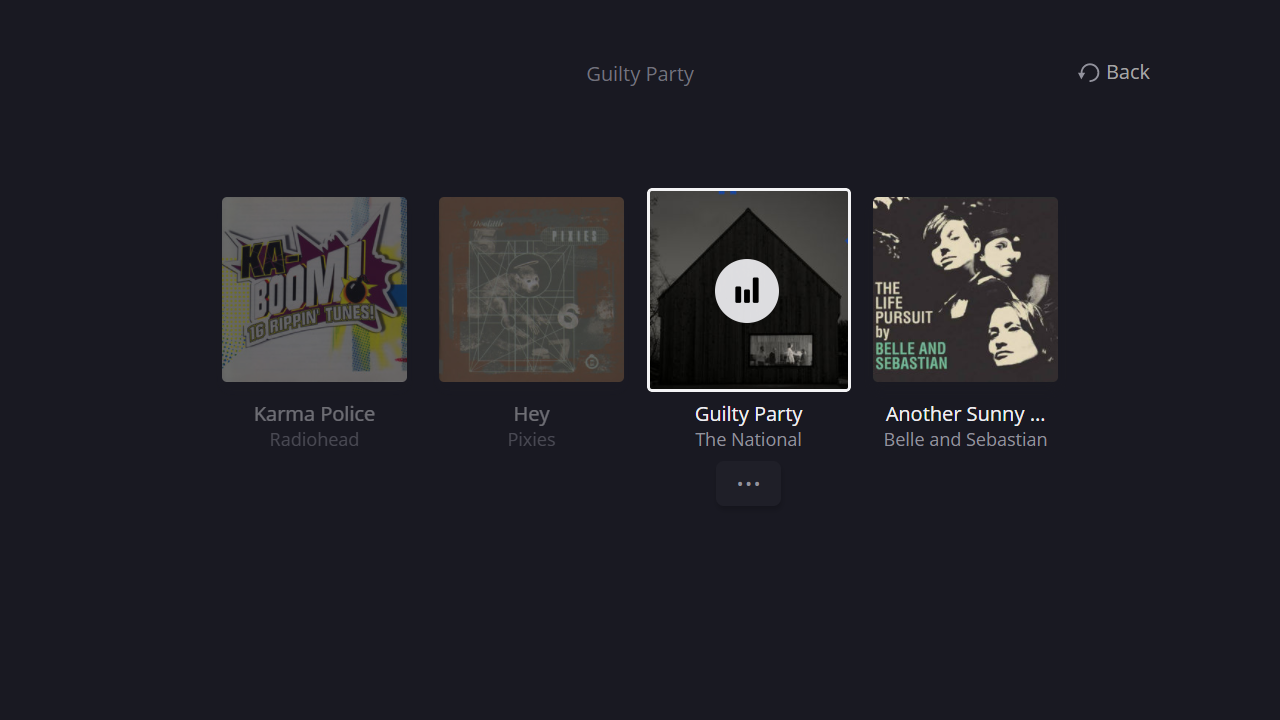 Guilty Party
Back
KA-
BOOM!
16 RIPPIN' TUNES!
PIXIES
THE
LIFE
PURSUIT
by
BELLE AND
SEBASTIAN
Karma Police
Hey
Guilty Party
Another Sunny ...
Radiohead
Pixies
The National
Belle and Sebastian